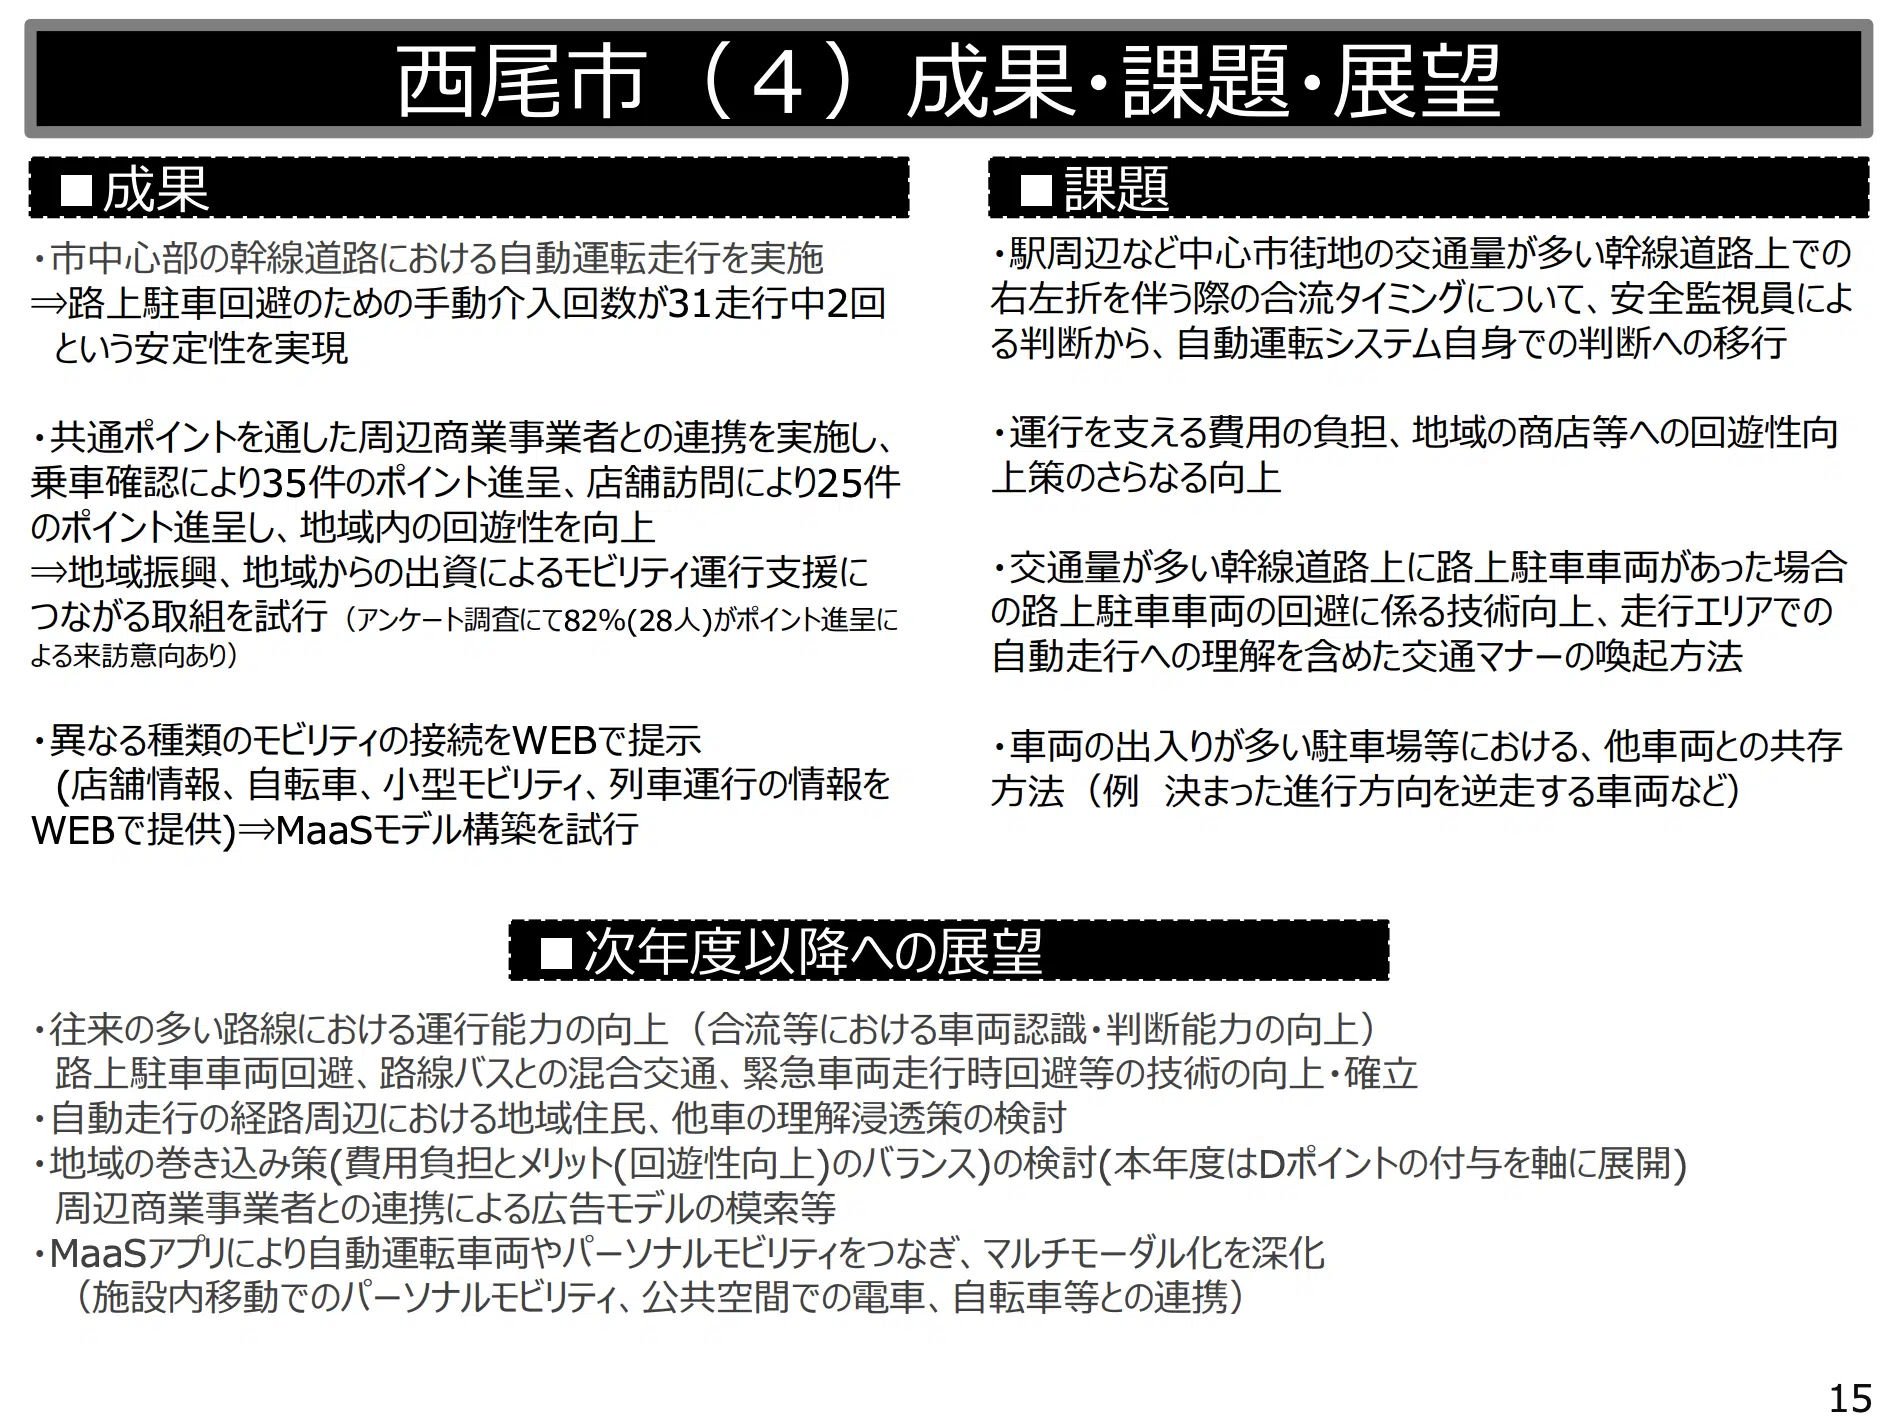 西尾市（４）成果・課題・展望
■成果
・市中心部の幹線道路における自動運転走行を実施
⇒路上駐車回避のための手動介入回数が31走行中2回
という安定性を実現
・共通ポイントを通した周辺商業事業者との連携を実施し、
乗車確認により35件のポイント進呈、店舗訪問により25件
のポイント進呈し、地域内の回遊性を向上
⇒地域振興、地域からの出資によるモビリティ運行支援に
つながる取組を試行（アンケート調査にて82%(28人)がポイント進呈に
よる来訪意向あり）
・異なる種類のモビリティの接続をWEBで提示
(店舗情報、自転車、小型モビリティ、列車運行の情報を
WEBで提供)⇒MaaSモデル構築を試行
■課題
・駅周辺など中心市街地の交通量が多い幹線道路上での
右左折を伴う際の合流タイミングについて、安全監視員によ
る判断から、自動運転システム自身での判断への移行
・運行を支える費用の負担、地域の商店等への回遊性向
上策のさらなる向上
・交通量が多い幹線道路上に路上駐車車両があった場合
の路上駐車車両の回避に係る技術向上、走行エリアでの
自動走行への理解を含めた交通マナーの喚起方法
・車両の出入りが多い駐車場等における、他車両との共存
方法（例　決まった進行方向を逆走する車両など）
■次年度以降への展望
・往来の多い路線における運行能力の向上（合流等における車両認識・判断能力の向上）
路上駐車車両回避、路線バスとの混合交通、緊急車両走行時回避等の技術の向上・確立
・自動走行の経路周辺における地域住民、他車の理解浸透策の検討
・地域の巻き込み策(費用負担とメリット(回遊性向上)のバランス)の検討(本年度はDポイントの付与を軸に展開)
周辺商業事業者との連携による広告モデルの模索等
・MaaSアプリにより自動運転車両やパーソナルモビリティをつなぎ、マルチモーダル化を深化
（施設内移動でのパーソナルモビリティ、公共空間での電車、自転車等との連携）
15